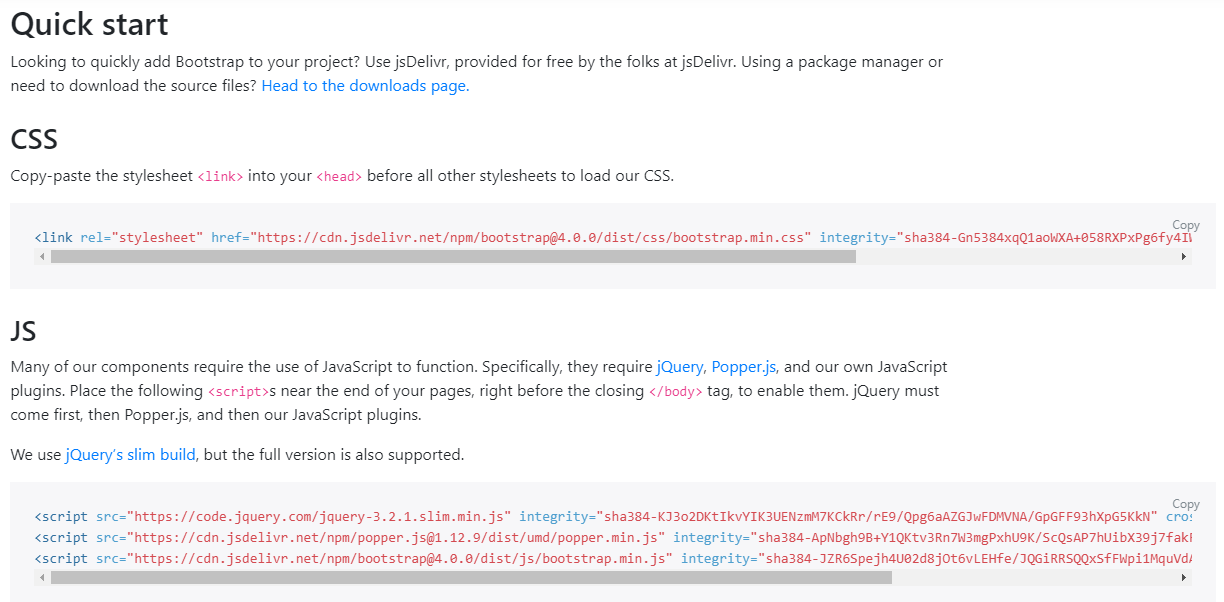 Quick start
Looking to quickly add Bootstrap to your project? Use jsDelivr, provided for free by the folks at jsDelivr. Using a package manager or
need to download the source files? Head to the downloads page.
CSS
Copy-paste the stylesheet <link> into your <head> before all other stylesheets to load our CSS.
Copy
<link rel="stylesheet" href="https://cdn.jsdelivr.net/npm/bootstrap@4.0.0/dist/css/bootstrap.min.css" integrity="sha384-Gn5384xqQ1aoWXA+058RXPxPg6fy4IW
JS
Many of our components require the use of JavaScript to function. Specifically, they require jQuery, Popper.js, and our own JavaScript
plugins. Place the following <script>s near the end of your pages, right before the closing </body> tag, to enable them. jQuery must
come first, then Popper.js, and then our JavaScript plugins.
We use jQuery’s slim build, but the full version is also supported.
Copy
<script src="https://code.jquery.com/jquery-3.2.1.slim.min.js" integrity="sha384-KJ3o2DKtIkvYIK3UENzmM7KCkRr/rE9/Qpg6aAZGJwFDMVNA/GpGFF93hXpG5KkN" cros
<script src="https://cdn.jsdelivr.net/npm/popper.js@1.12.9/dist/umd/popper.min.js" integrity="sha384-ApNbgh9B+Y1QKtv3Rn7W3mgPxhU9K/ScQsAP7hUibX39j7fakF
<script src="https://cdn.jsdelivr.net/npm/bootstrap@4.0.0/dist/js/bootstrap.min.js" integrity="sha384-JZR6Spejh4U02d8jOt6vLEHfe/JQGiRRSQQxSfFWpi1MquVdA